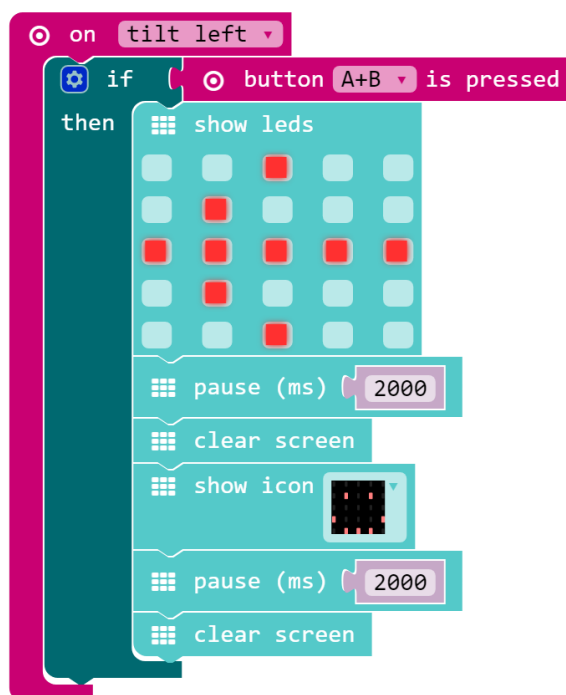 on tilt left
if button A+B is pressed
then show leds
pause (ms) 2000
clear screen
show icon
pause (ms) 2000
clear screen